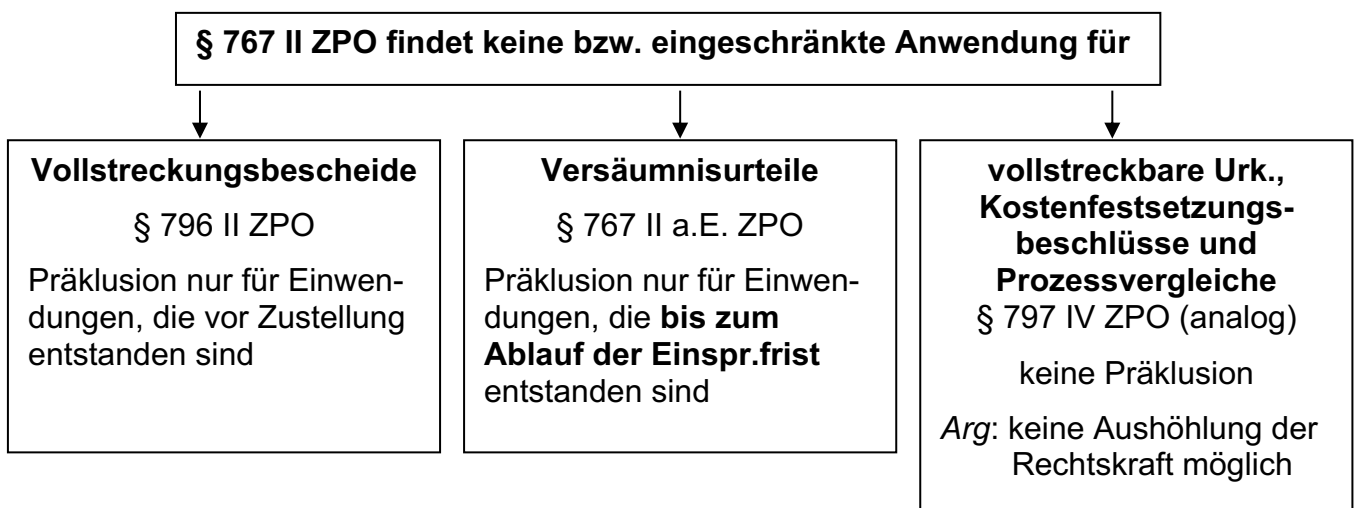 § 767 II ZPO findet keine bzw. eingeschränkte Anwendung für
Vollstreckungsbescheide
§ 796 II ZPO
Präklusion nur für Einwen-
dungen, die vor Zustellung
entstanden sind
Versäumnisurteile
§ 767 II a.E. ZPO
Präklusion nur für Einwen-
dungen, die bis zum
Ablauf der Einspr.frist
entstanden sind
vollstreckbare Urk.,
Kostenfestsetzungs-
beschlüsse und
Prozessvergleiche
§ 797 IV ZPO (analog)
keine Präklusion
Arg: keine Aushöhlung der
Rechtskraft möglich